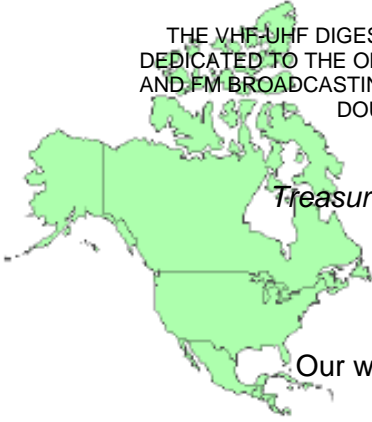 THE VHF-UHF DIGES
DEDICATED TO THE O
AND FM BROADCASTIN
DOU
Treasur
Our w